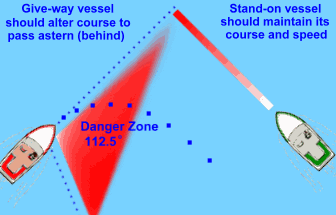 Give-way vessel
should alter course to
pass astern (behind)
Stand-on vessel
should maintain its
course and speed
Danger Zone
112.5°